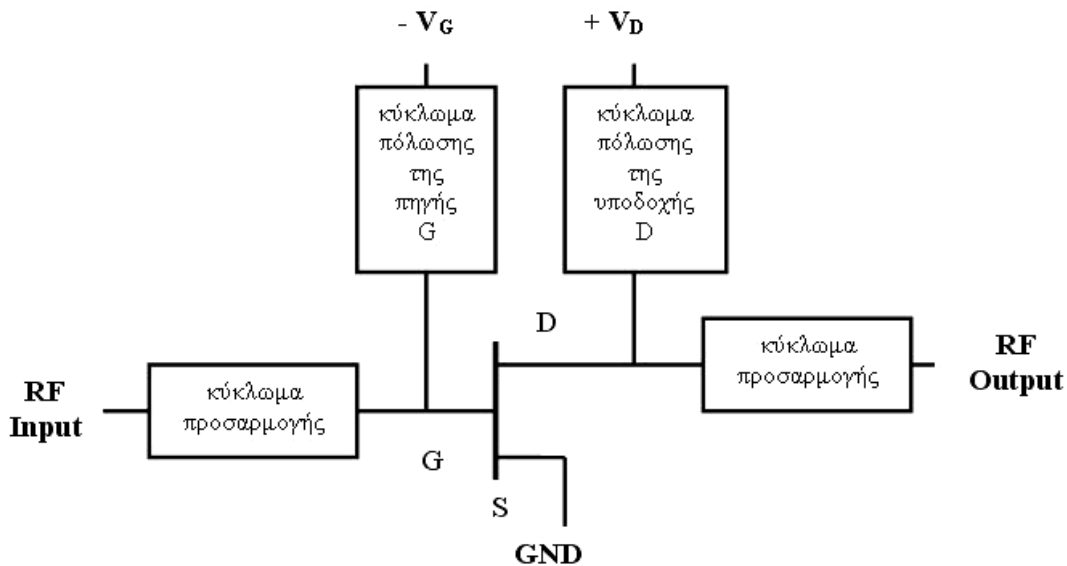 - V_G
+ V_D
κύκλωμα
πόλωσης
της
πηγής
G
κύκλωμα
πόλωσης
της
υποδοχής
D
D
RF
Input
κύκλωμα
προσαρμογής
κύκλωμα
προσαρμογής
RF
Output
G
S
GND